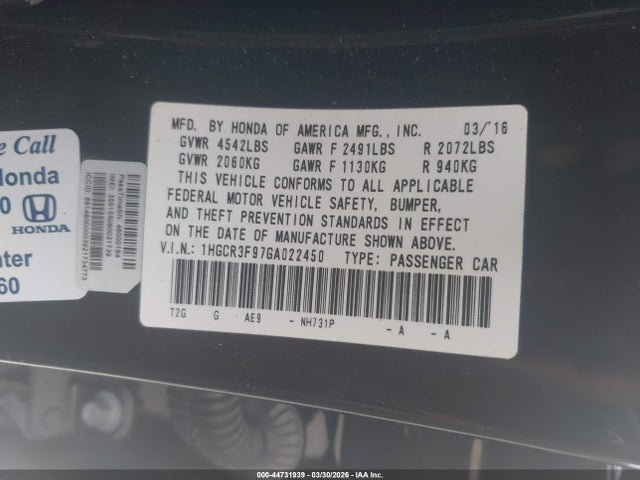 MFD. BY HONDA OF AMERICA MFG., INC. 03/'16
GVWR 4542LBS GAWR F 2491LBS R 2072LBS
GVWR 2060KG GAWR F 1130KG R 940KG
THIS VEHICLE CONFORMS TO ALL APPLICABLE
FEDERAL MOTOR VEHICLE SAFETY, BUMPER,
AND THEFT PREVENTION STANDARDS IN EFFECT
ON THE DATE OF MANUFACTURE SHOWN ABOVE.
V.I.N.: 1HGCR3F97GA022450 TYPE: PASSENGER CAR
T2G G AE9 - NH731P - A - A
e Call
Honda
0
HONDA
nter
60
000-44731939 - 03/30/2026 - IAA Inc.